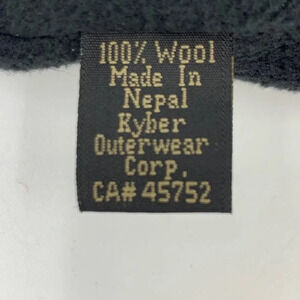 100% Wool
Made In
Nepal
Kyber
Outerwear
Corp.
CA# 45752